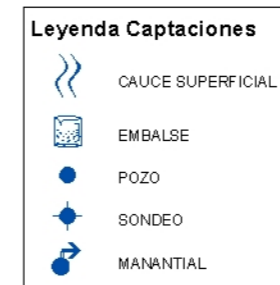 Leyenda Captaciones
CAUCE SUPERFICIAL
EMBALSE
POZO
SONDEO
MANANTIAL